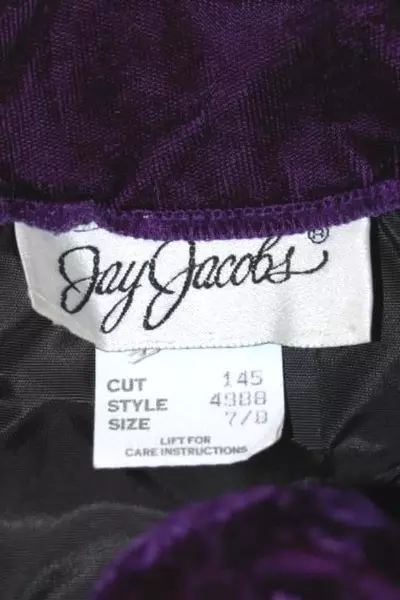 Jay Jacobs®
CUT 145
STYLE 4988
SIZE 7/8
LIFT FOR
CARE INSTRUCTIONS